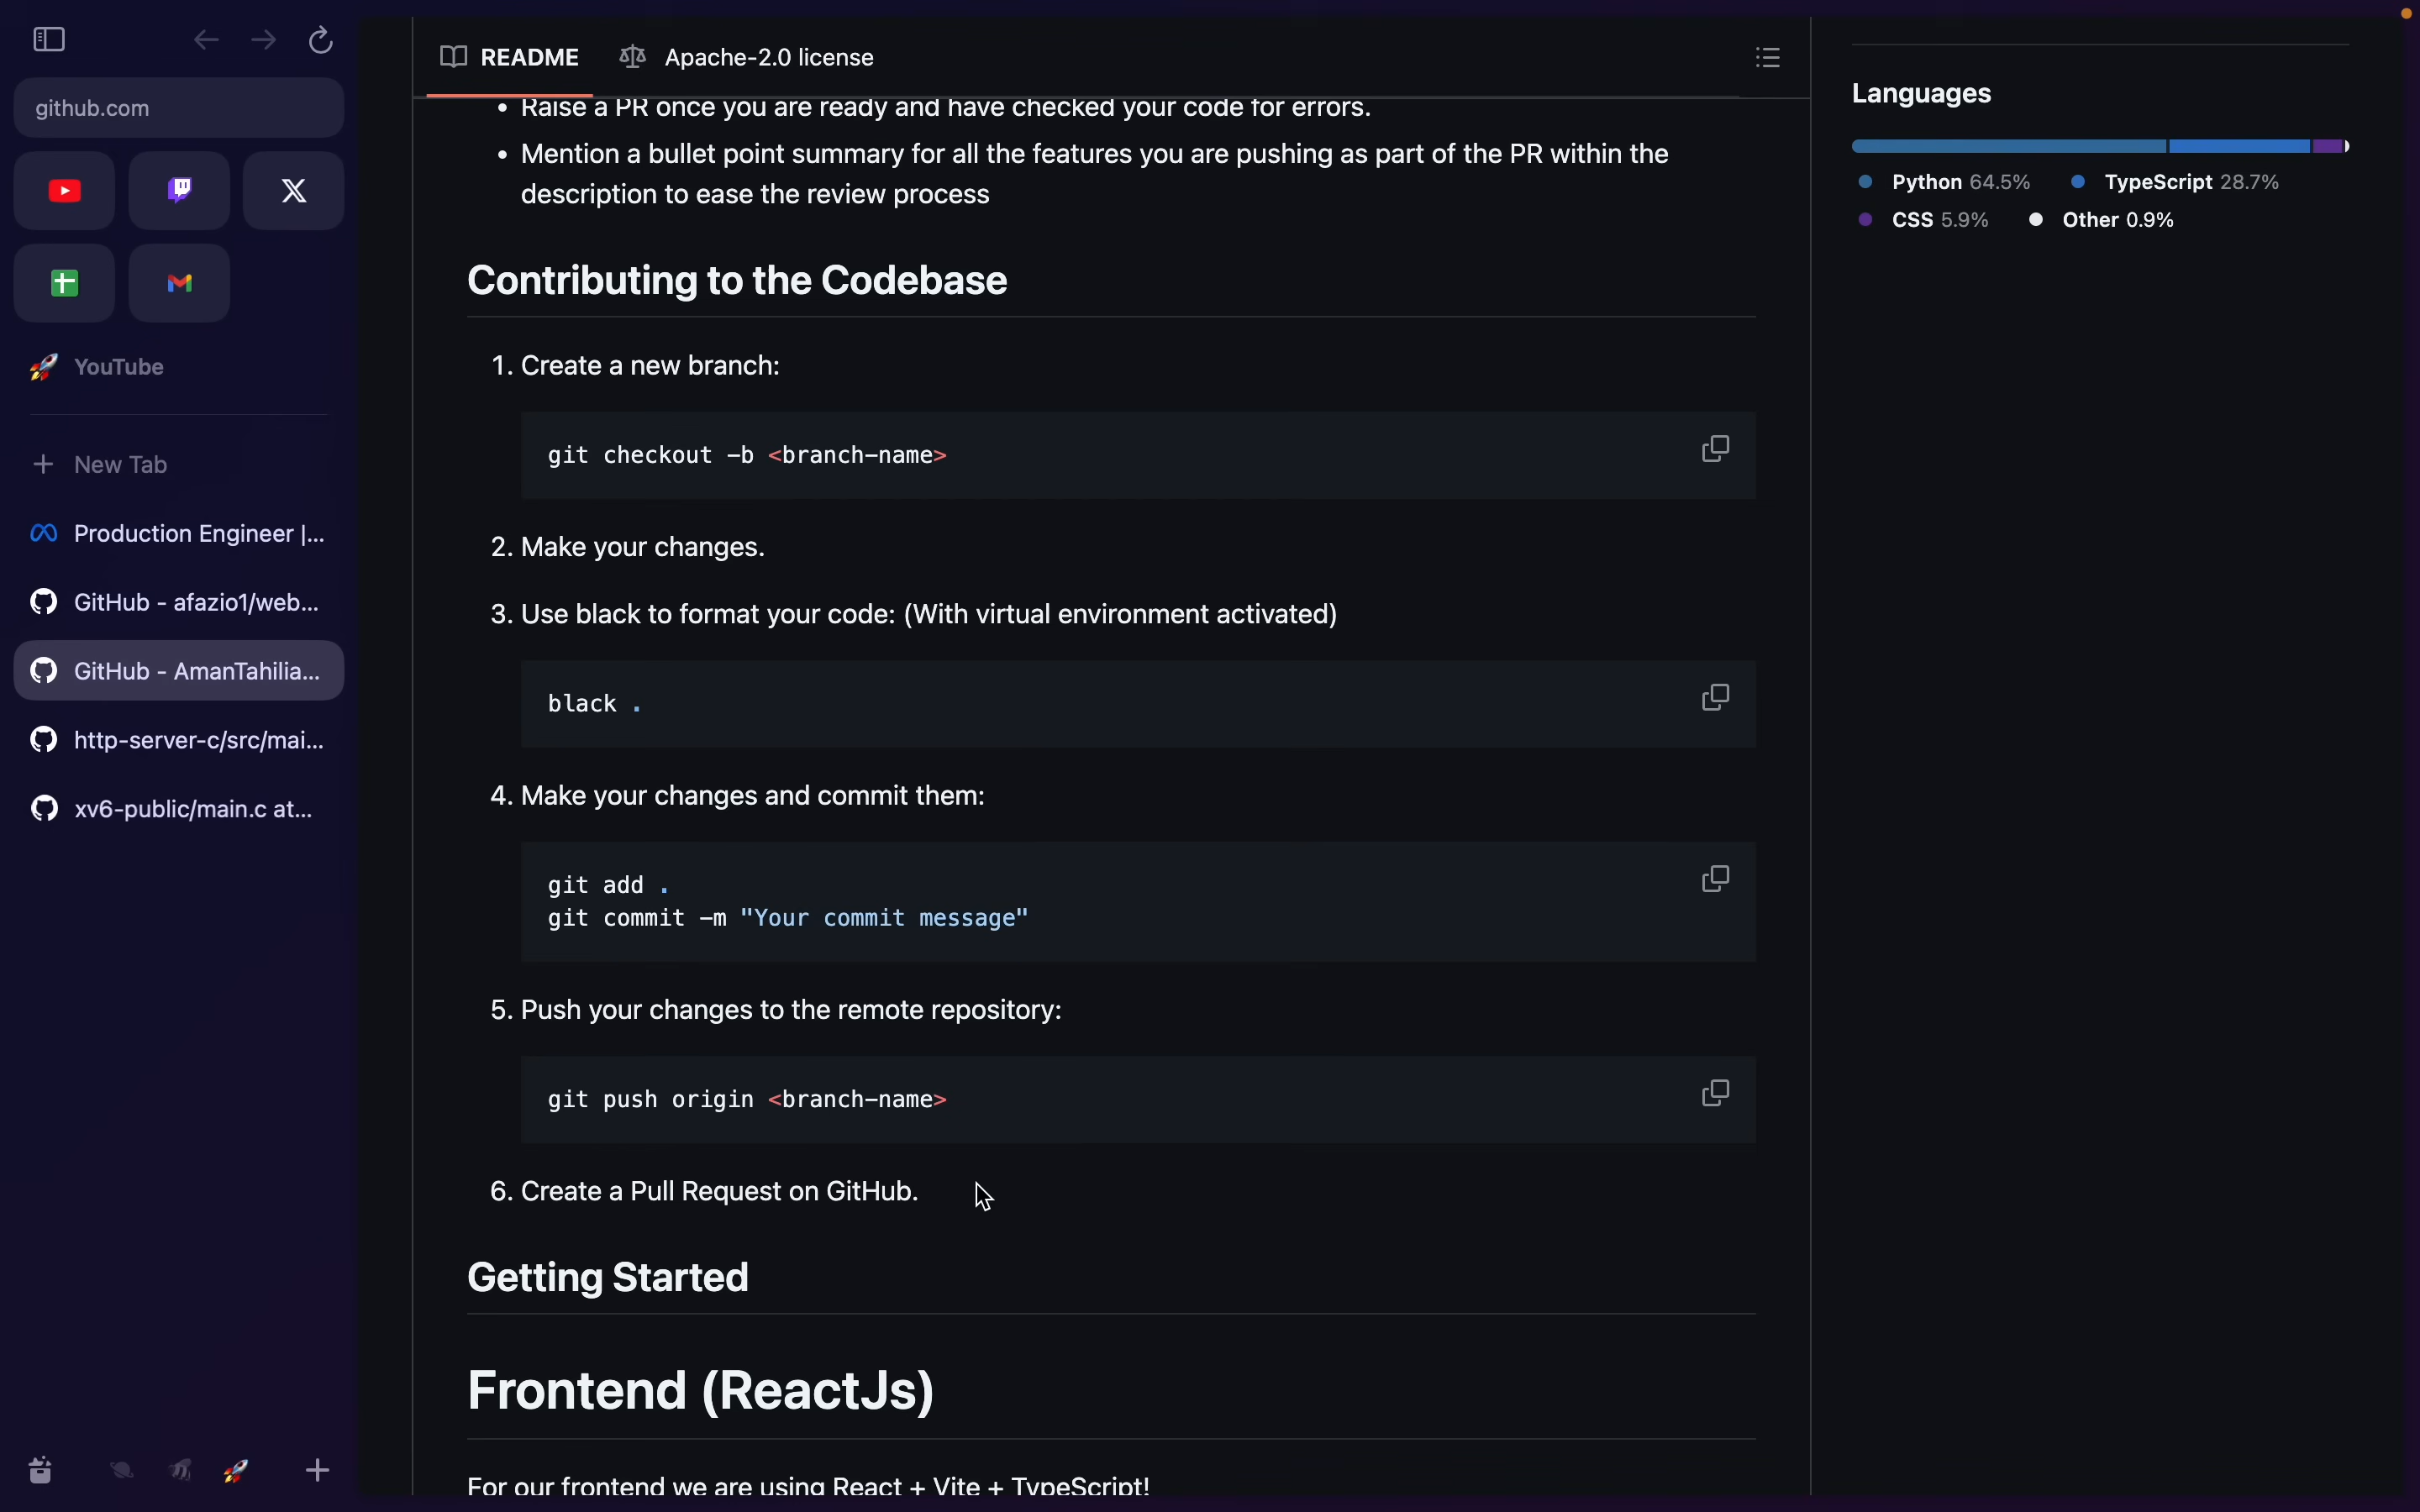 github.com
YouTube
New Tab
Production Engineer |...
GitHub - afazio1/web...
GitHub - AmanTahilia...
http-server-c/src/mai...
xv6-public/main.c at...
README
Apache-2.0 license
• Raise a PR once you are ready and have checked your code for errors.
• Mention a bullet point summary for all the features you are pushing as part of the PR within the
description to ease the review process
Contributing to the Codebase
1. Create a new branch:
git checkout -b <branch-name>
2. Make your changes.
3. Use black to format your code: (With virtual environment activated)
black .
4. Make your changes and commit them:
git add .
git commit -m "Your commit message"
5. Push your changes to the remote repository:
git push origin <branch-name>
6. Create a Pull Request on GitHub.
Getting Started
Frontend (ReactJs)
For our frontend we are using React + Vite + TypeScript!
Languages
Python 64.5% TypeScript 28.7%
CSS 5.9% Other 0.9%